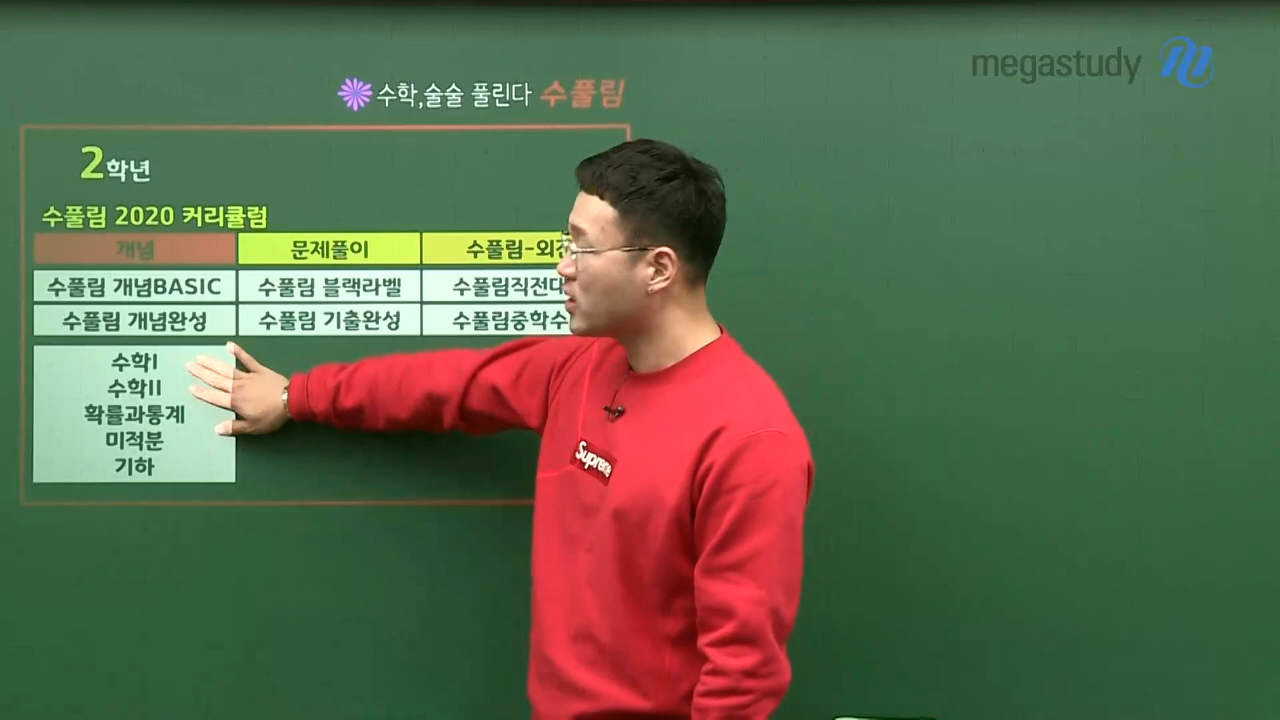 megastudy
수학,술술 풀린다 수풀림
2학년
수풀림 2020 커리큘럼
개념 문제풀이 수풀림-외전
수풀림 개념BASIC 수풀림 블랙라벨 수풀림직전대
수풀림 개념완성 수풀림 기출완성 수풀림중학수
수학I
수학II
확률과통계
미적분
기하
Supreme